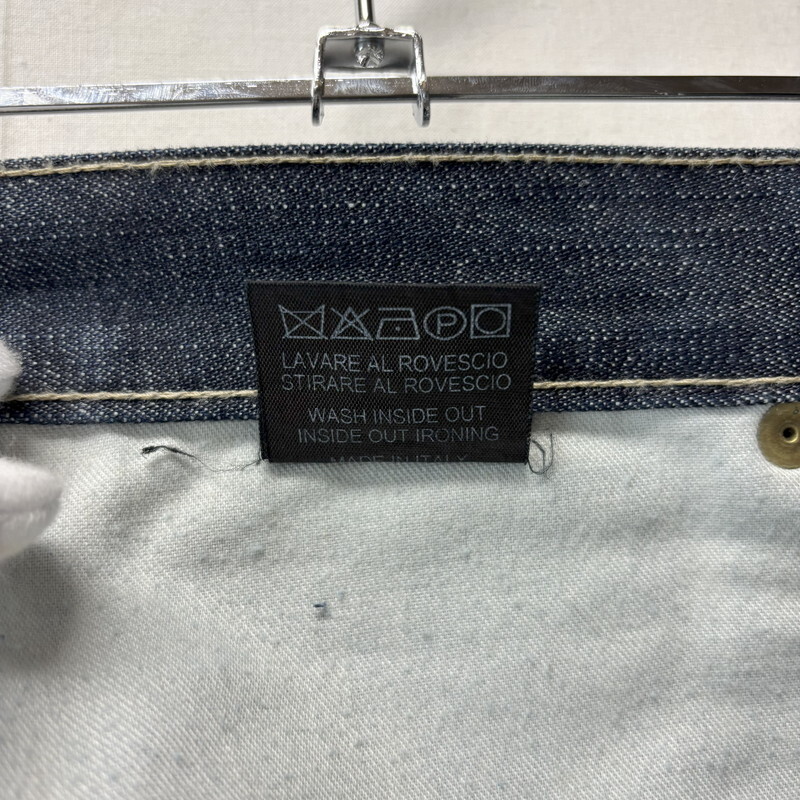 P
LAVARE AL ROVESCIO
STIRARE AL ROVESCIO
WASH INSIDE OUT
INSIDE OUT IRONING
MADE IN ITALY